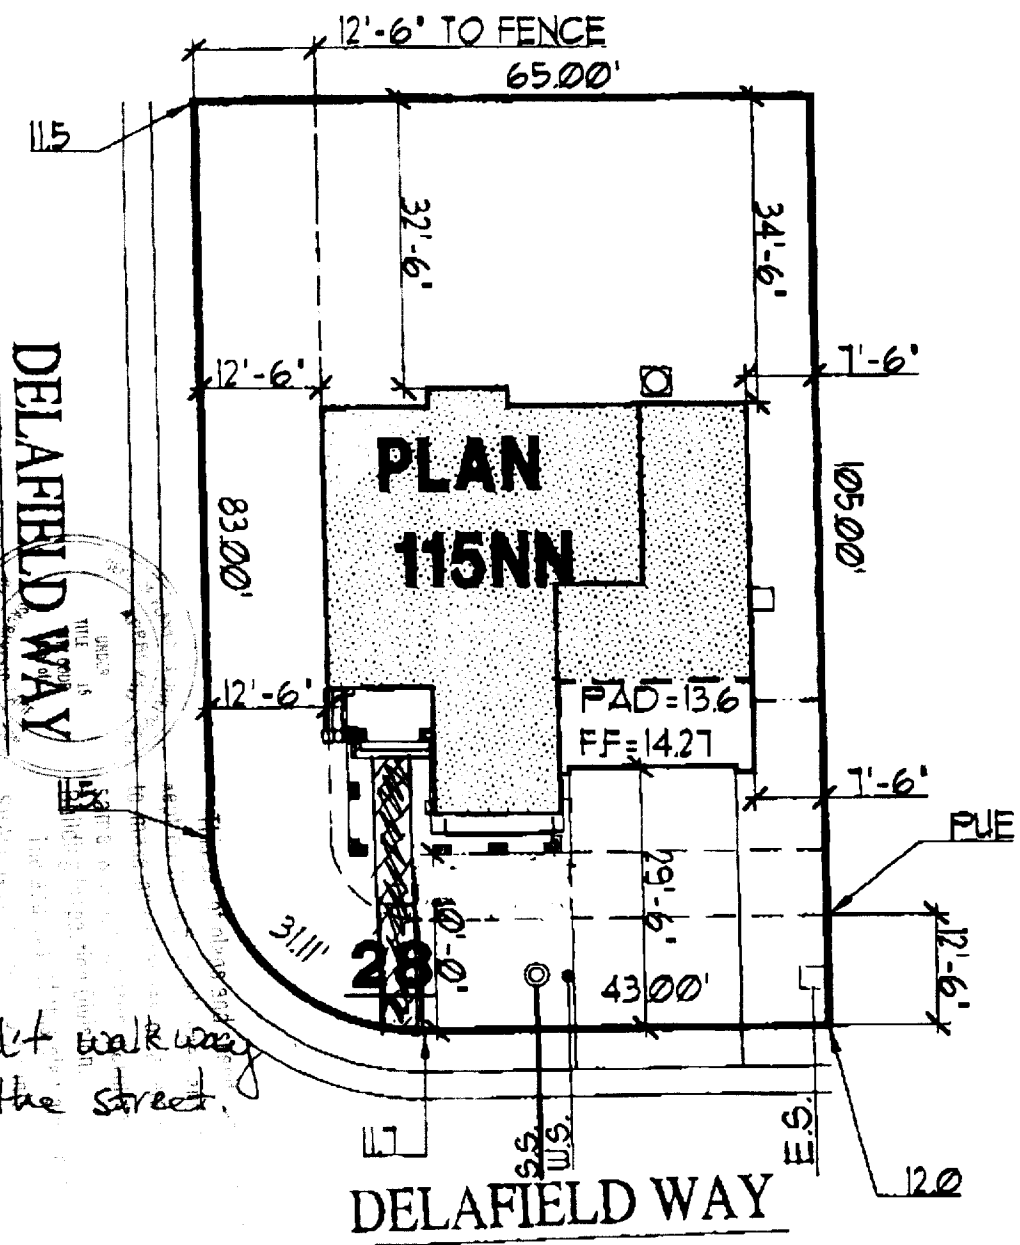 12'-6" TO FENCE
65.00'
11.5
32'-6"
34'-6"
12'-6"
7'-6"
PLAN
115NN
DELAFIELD WAY
83.00'
105.00'
12'-6"
PAD=13.6
FF=14.27
7'-6"
PUE
11.5
31.11'
28
10'-0"
29'-6"
43.00'
12'-6"
walkway
the street.
11.7
S.S.
W.S.
E.S.
12.0
DELAFIELD WAY